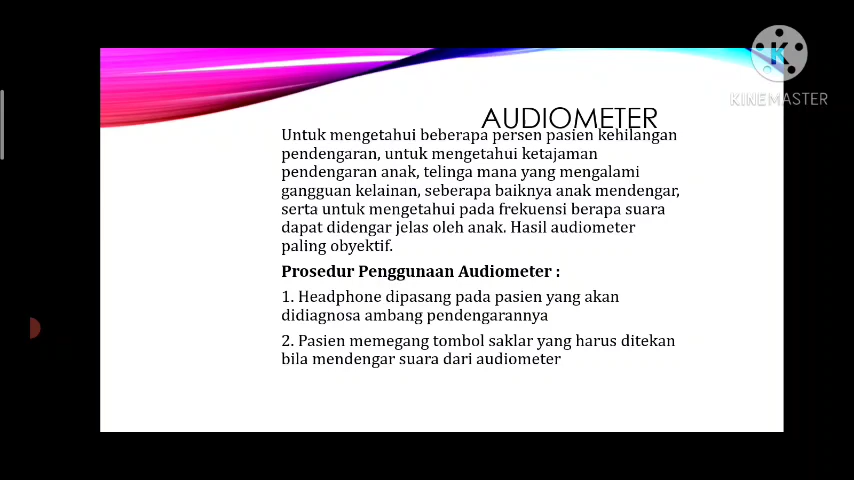 K
KINEMASTER
AUDIOMETER
Untuk mengetahui beberapa persen pasien kehilangan
pendengaran, untuk mengetahui ketajaman
pendengaran anak, telinga mana yang mengalami
gangguan kelainan, seberapa baiknya anak mendengar,
serta untuk mengetahui pada frekuensi berapa suara
dapat didengar jelas oleh anak. Hasil audiometer
paling obyektif.
Prosedur Penggunaan Audiometer :
1. Headphone dipasang pada pasien yang akan
didiagnosa ambang pendengarannya
2. Pasien memegang tombol saklar yang harus ditekan
bila mendengar suara dari audiometer